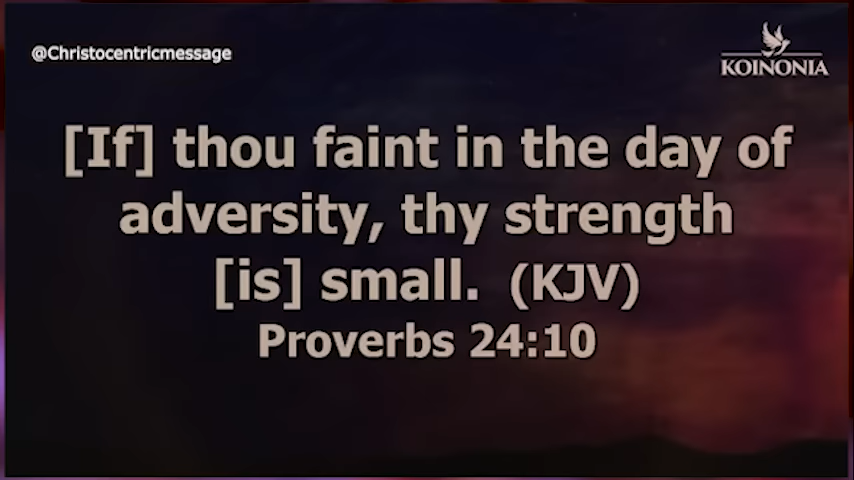 @Christocentricmessage
KOINONIA
[If] thou faint in the day of
adversity, thy strength
[is] small. (KJV)
Proverbs 24:10